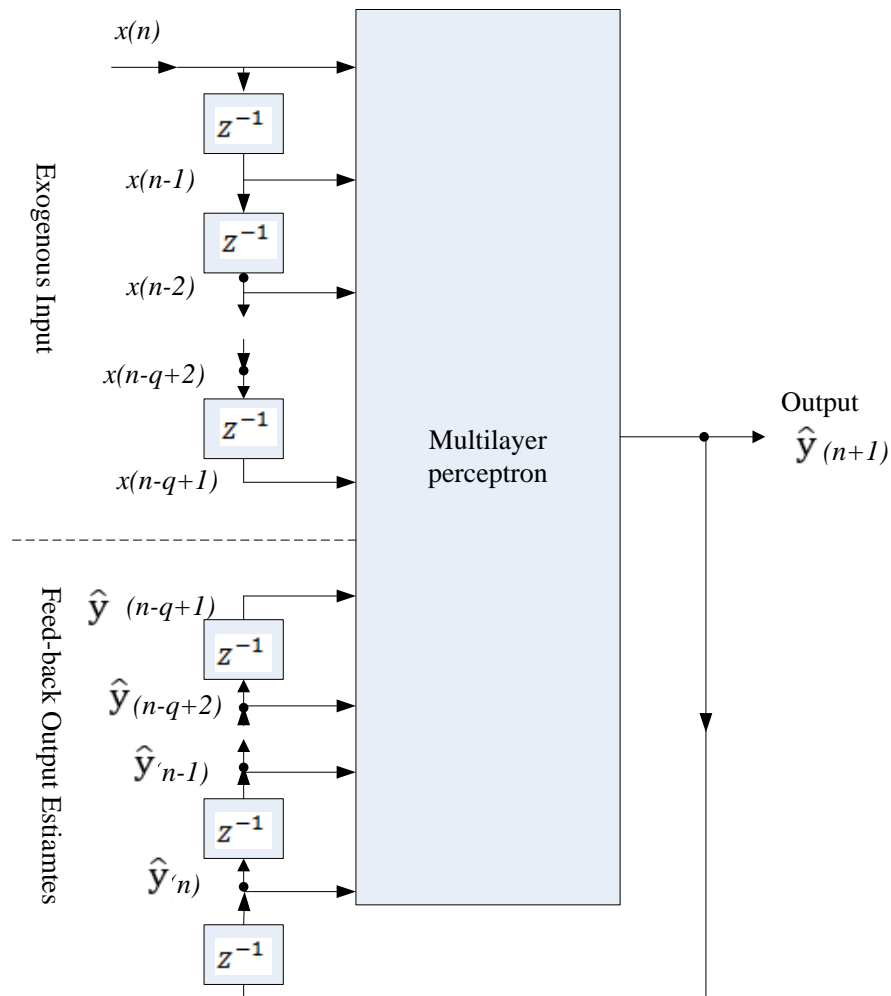 x(n)
z⁻¹
x(n-1)
z⁻¹
x(n-2)
x(n-q+2)
z⁻¹
x(n-q+1)
Exogenous Input
Multilayer
perceptron
Output
ŷ (n+1)
ŷ (n-q+1)
z⁻¹
ŷ (n-q+2)
ŷ (n-1)
z⁻¹
ŷ (n)
z⁻¹
Feed-back Output Estiamtes